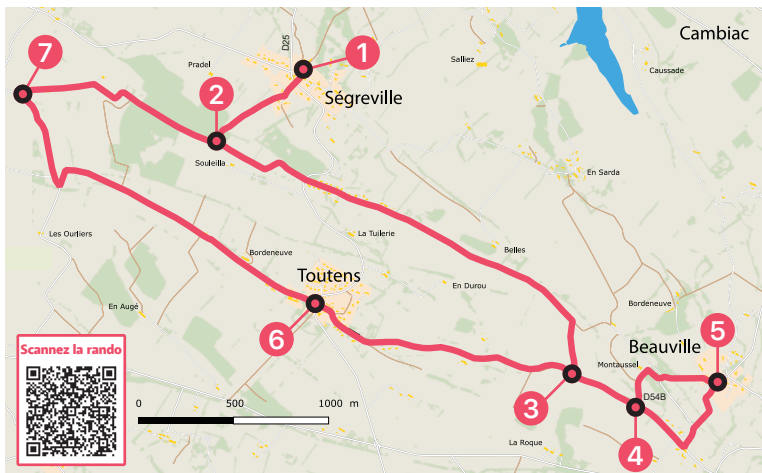 Cambiac
D25
1
7
Pradel
Salliez
Caussade
Ségreville
2
Souleilla
En Sarda
Les Ourliers
La Tuilerie
Bordeneuve
Belles
Toutens
En Durou
En Augé
Bordeneuve
6
5
Beauville
Scannez la rando
Montaussel
3
D54B
0 500 1000 m
La Roque
4